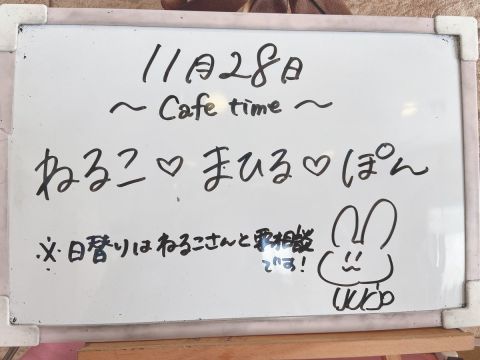 11月28日
〜 Cafe time 〜
ねるこ♡まひる♡ぽん
※日替りはねるこさんと要相談
です!